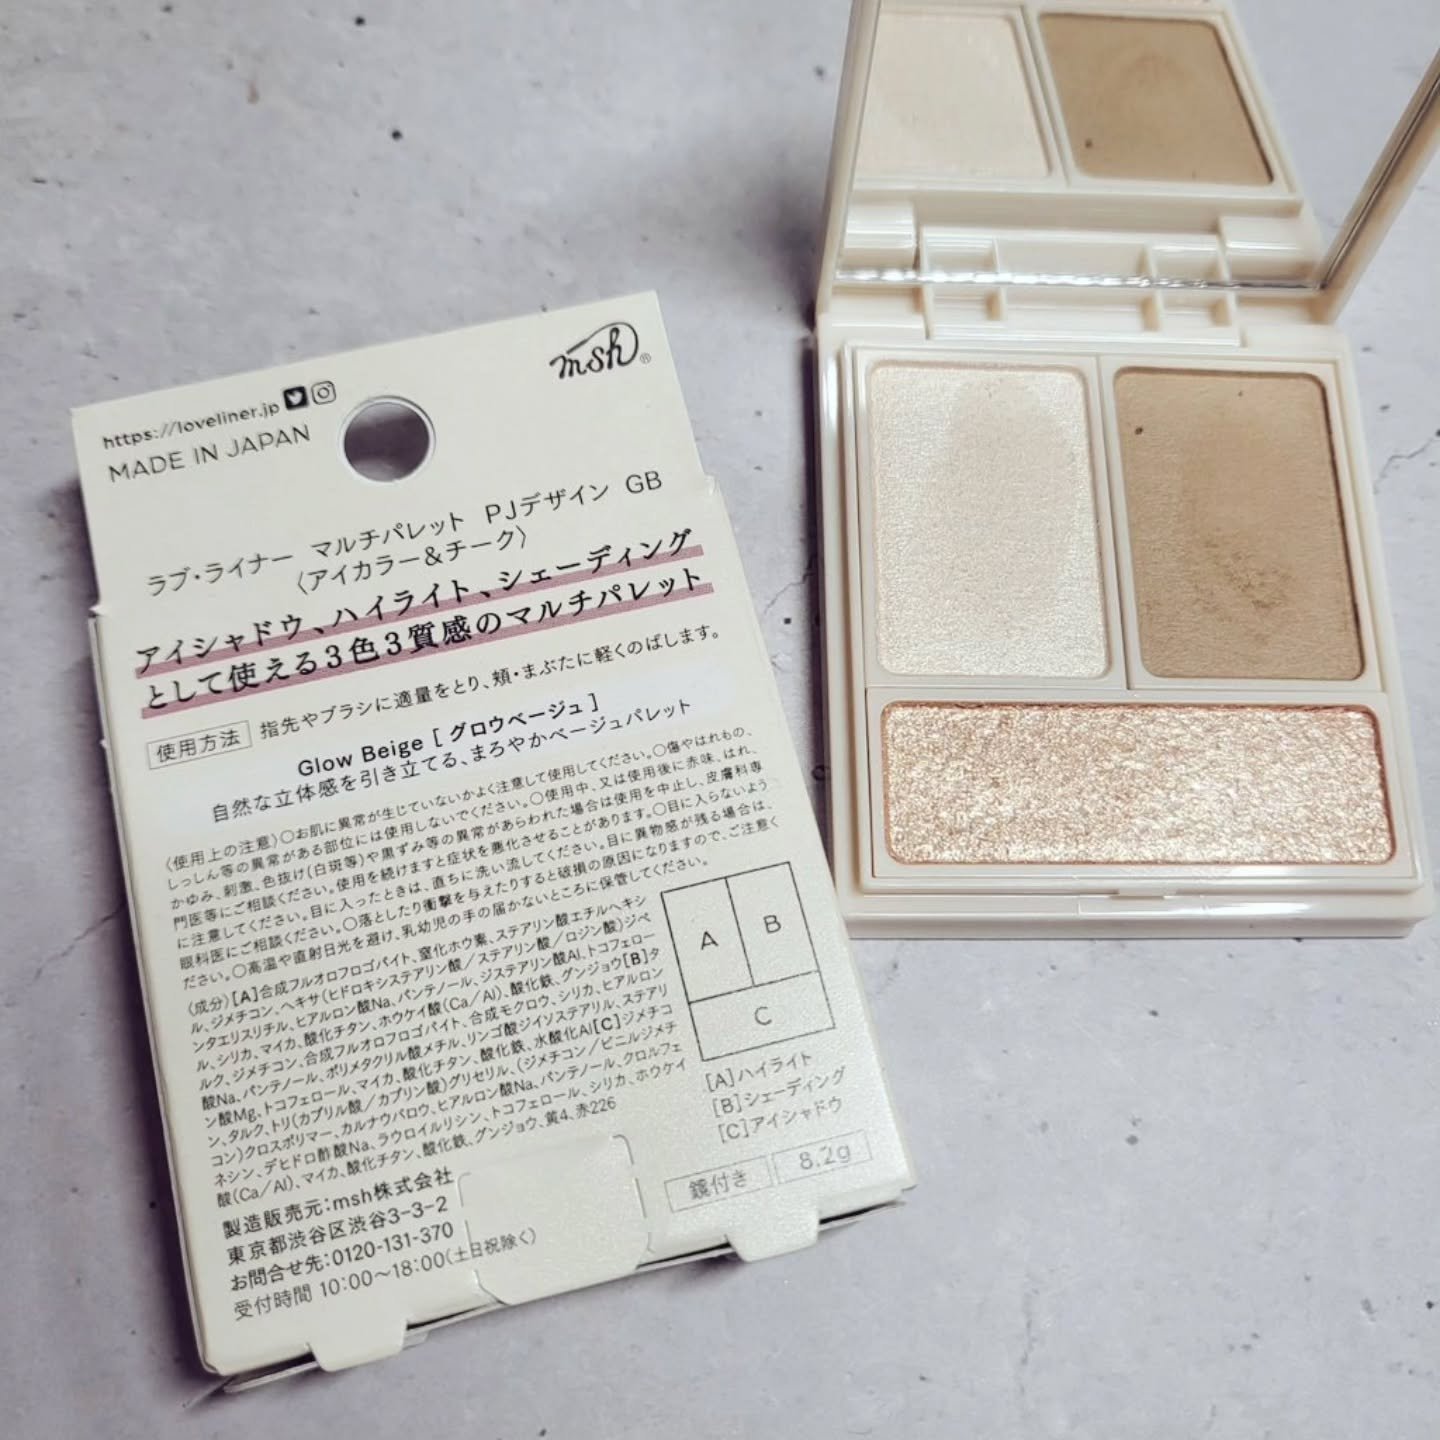 msh®
https://loveliner.jp
MADE IN JAPAN
ラブ・ライナー マルチパレット PJデザイン GB
〈アイカラー&チーク〉
アイシャドウ、ハイライト、シェーディング
として使える3色3質感のマルチパレット
使用方法 指先やブラシに適量をとり、頬・まぶたに軽くのばします。
Glow Beige [グロウベージュ]
自然な立体感を引き立てる、まろやかベージュパレット
〈使用上の注意〉〇お肌に異常が生じていないかよく注意して使用してください。〇傷やはれもの、
しっしん等の異常がある部位には使用しないでください。〇使用中、又は使用後に赤味、はれ、
かゆみ、刺激、色抜け(白斑等)や黒ずみ等の異常があらわれた場合は使用を中止し、皮膚科専
門医等にご相談ください。使用を続けますと症状を悪化させることがあります。〇目に入らないよう
に注意してください。目に入ったときは、直ちに洗い流してください。目に異物感が残る場合は、
眼科医にご相談ください。〇落としたり衝撃を与えたりすると破損の原因になりますので、ご注意く
ださい。〇高温や直射日光を避け、乳幼児の手の届かないところに保管してください。
〈成分〉[A]合成フルオロフロゴパイト、窒化ホウ素、ステアリン酸エチルヘキシ
ル、ジメチコン、ヘキサ(ヒドロキシステアリン酸/ステアリン酸/ロジン酸)ジペ
ンタエリスリチル、ヒアルロン酸Na、パンテノール、ジステアリン酸Al、トコフェロー
ル、シリカ、マイカ、酸化チタン、ホウケイ酸(Ca/Al)、酸化鉄、グンジョウ[B]タ
ルク、ジメチコン、合成フルオロフロゴパイト、合成モクロウ、シリカ、ヒアルロン
酸Na、パンテノール、ポリメタクリル酸メチル、リンゴ酸ジイソステアリル、ステアリ
ン酸Mg、トコフェロール、マイカ、酸化チタン、酸化鉄、水酸化Al[C]ジメチコ
ン、タルク、トリ(カプリル酸/カプリン酸)グリセリル、(ジメチコン/ビニルジメチ
コン)クロスポリマー、カルナウバロウ、ヒアルロン酸Na、パンテノール、クロルフェ
ネシン、デヒドロ酢酸Na、ラウロイルリシン、トコフェロール、シリカ、ホウケイ
酸(Ca/Al)、マイカ、酸化チタン、酸化鉄、グンジョウ、黄4、赤226
製造販売元:msh株式会社
東京都渋谷区渋谷3-3-2
お問合せ先:0120-131-370
受付時間 10:00~18:00(土日祝除く)
A
B
C
[A]ハイライト
[B]シェーディング
[C]アイシャドウ
鏡付き
8.2g